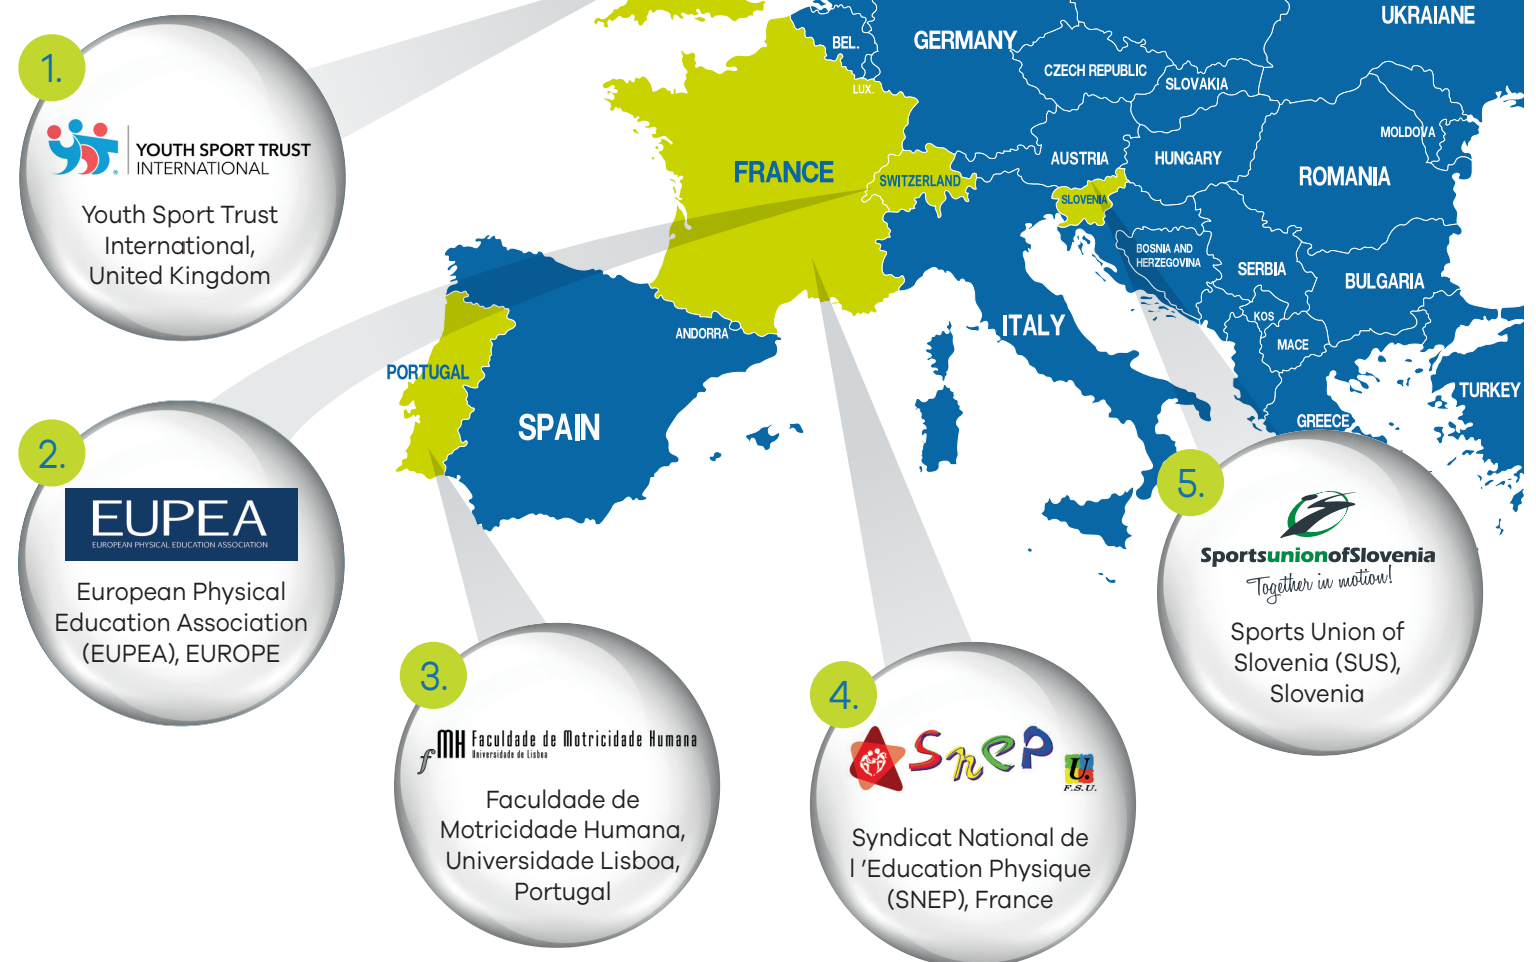 UKRAIANE
BEL.
GERMANY
CZECH REPUBLIC
SLOVAKIA
LUX.
MOLDOVA
FRANCE
SWITZERLAND
AUSTRIA
HUNGARY
ROMANIA
SLOVENIA
BOSNIA AND
HERZEGOVINA
SERBIA
BULGARIA
KOS
MACE
ITALY
ANDORRA
PORTUGAL
SPAIN
GREECE
TURKEY
1.
YOUTH SPORT TRUST
INTERNATIONAL
Youth Sport Trust
International,
United Kingdom
2.
EUPEA
EUROPEAN PHYSICAL EDUCATION ASSOCIATION
European Physical
Education Association
(EUPEA), EUROPE
3.
fMH Faculdade de Motricidade Humana
Universidade de Lisboa
Faculdade de
Motricidade Humana,
Universidade Lisboa,
Portugal
4.
SnEP
U.
F.S.U.
Syndicat National de
l ’Education Physique
(SNEP), France
5.
SportsunionofSlovenia
Together in motion!
Sports Union of
Slovenia (SUS),
Slovenia